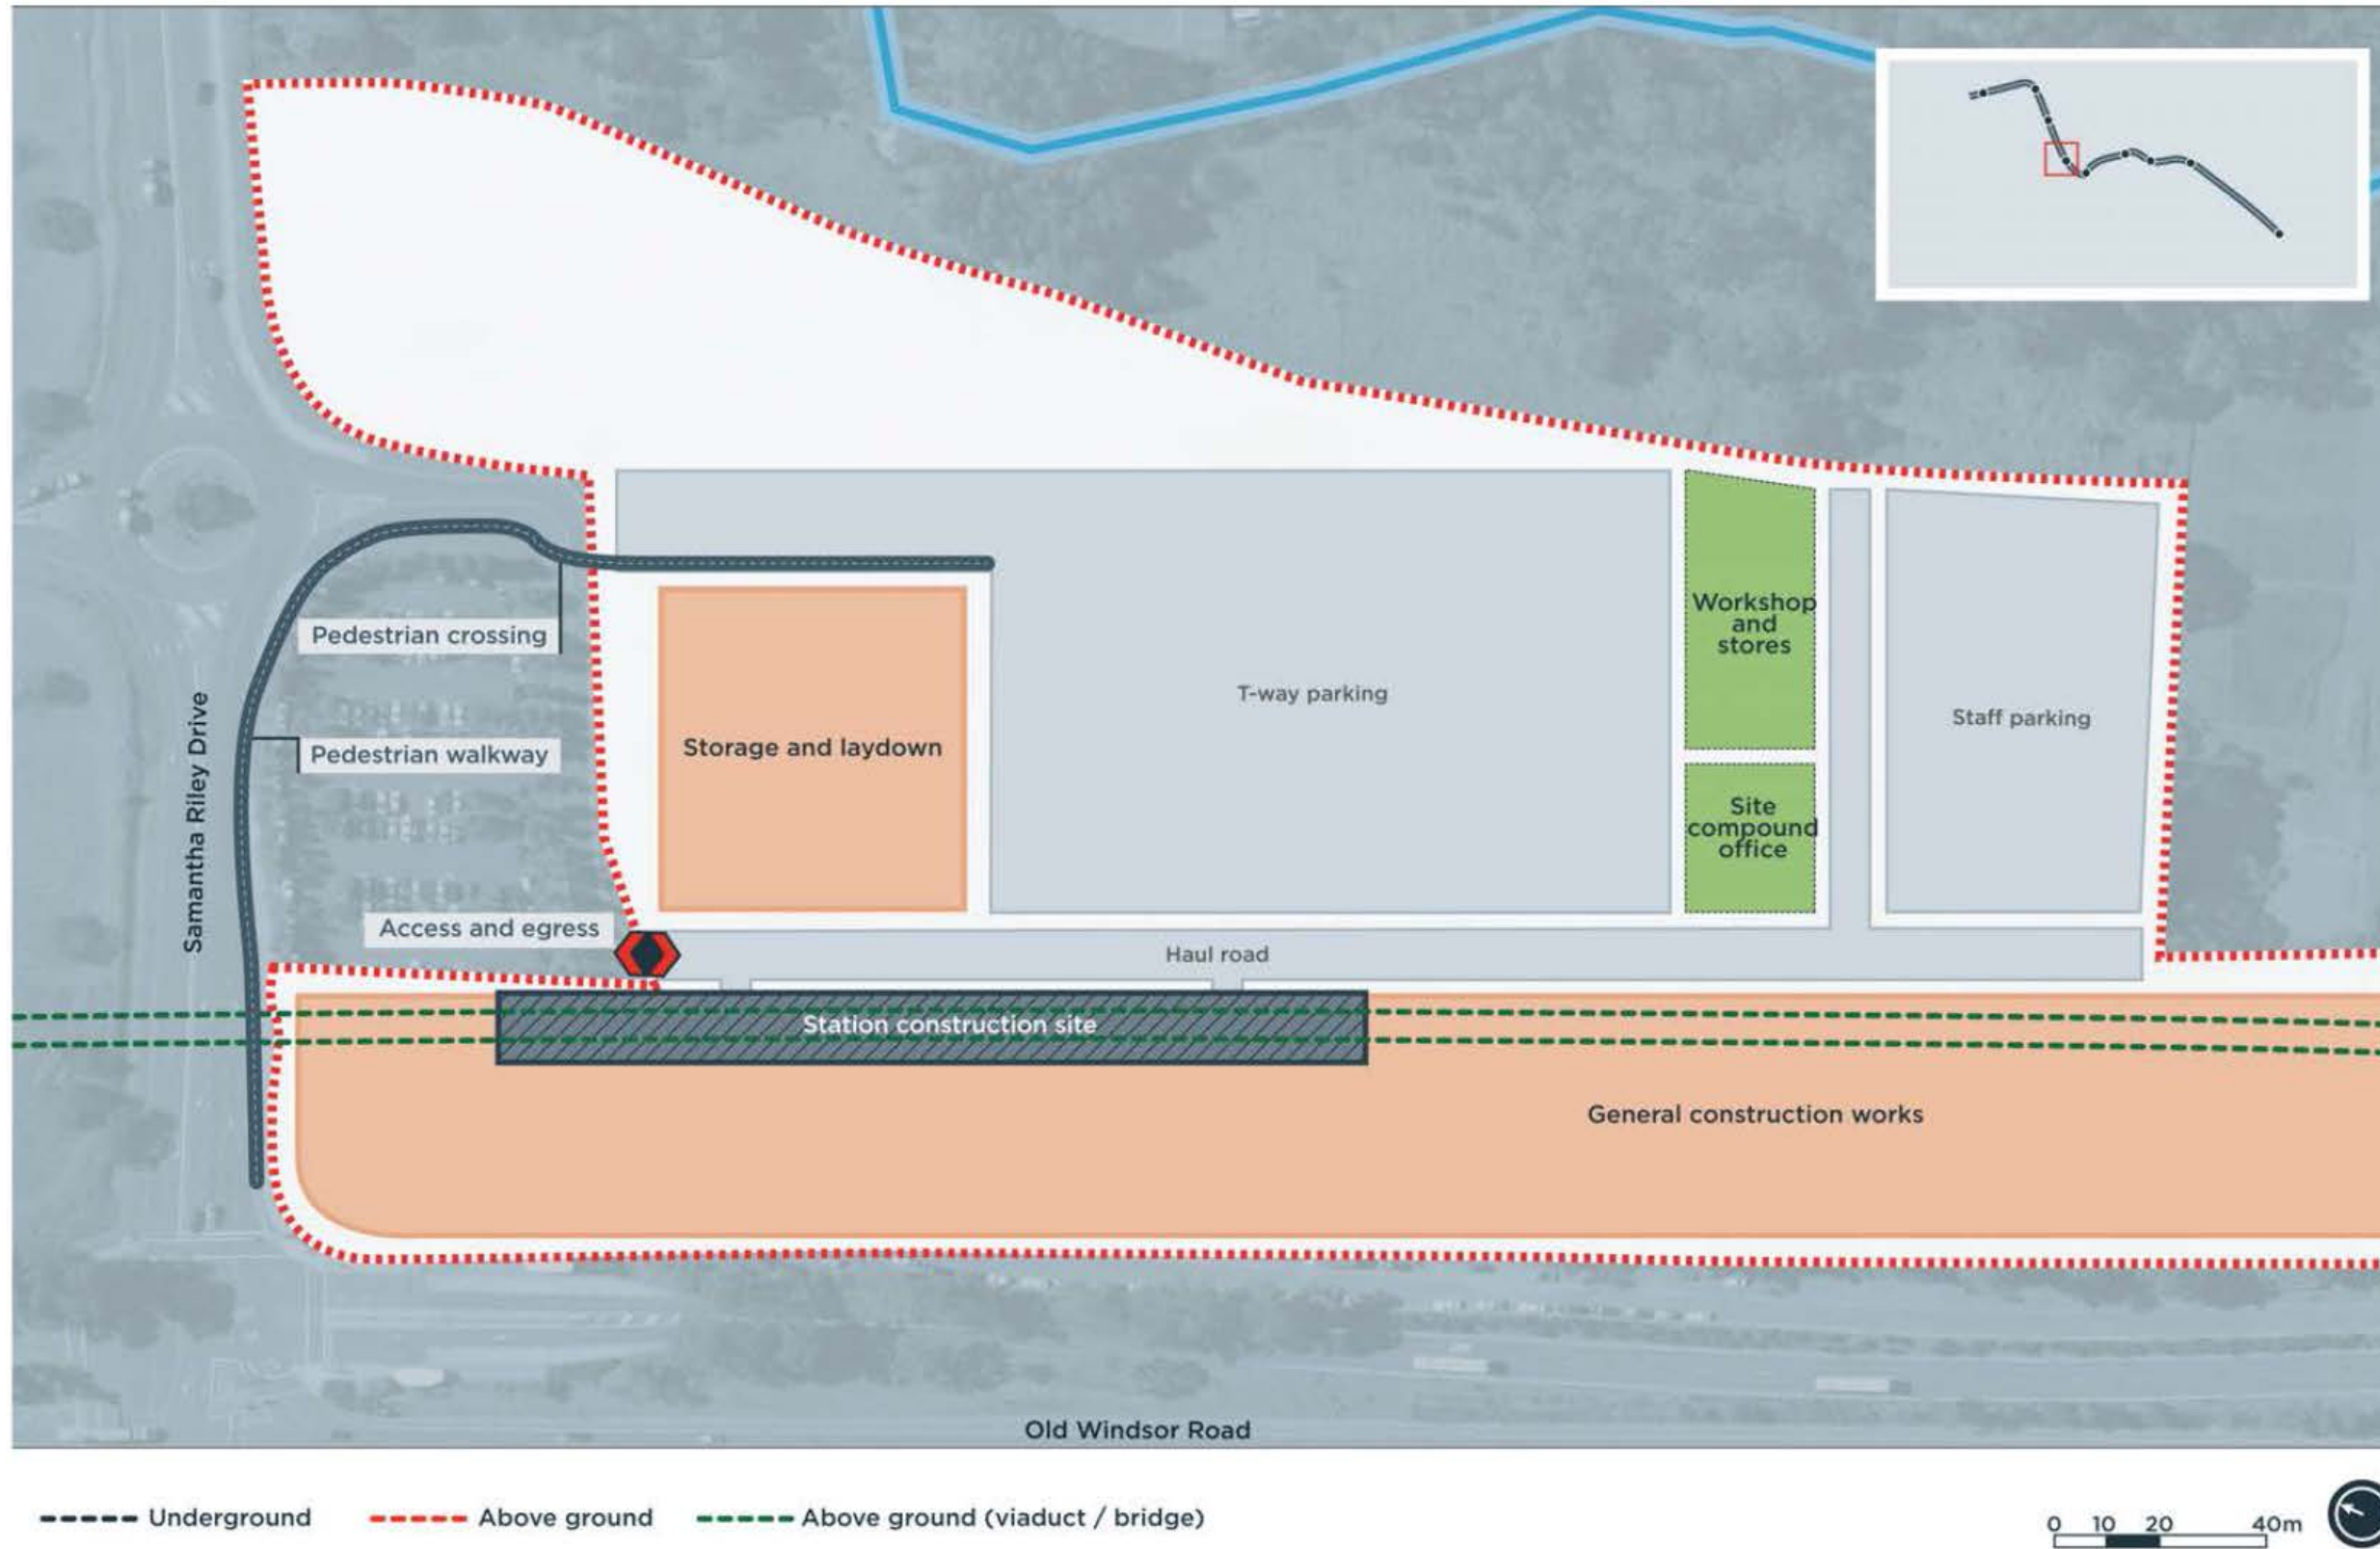 Workshop
and
stores
Pedestrian crossing
T-way parking
Staff parking
Storage and laydown
Pedestrian walkway
Samantha Riley Drive
Site
compound
office
Access and egress
Haul road
Station construction site
General construction works
Old Windsor Road
Underground
Above ground
Above ground (viaduct / bridge)
0 10 20 40m